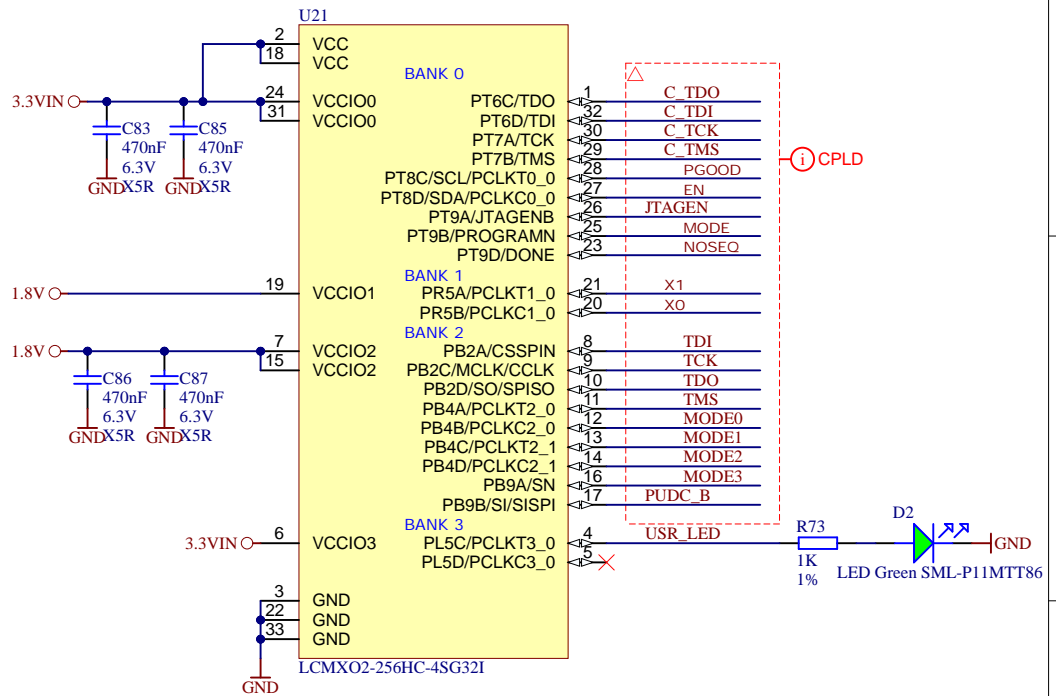 U21
2 VCC
18 VCC
BANK 0
3.3VIN 24 VCCIO0 PT6C/TDO 1 C_TDO
31 VCCIO0 PT6D/TDI 32 C_TDI
PT7A/TCK 30 C_TCK
PT7B/TMS 29 C_TMS
PT8C/SCL/PCLKT0_0 28 PGOOD
PT8D/SDA/PCLKC0_0 27 EN
PT9A/JTAGENB 26 JTAGEN
PT9B/PROGRAMN 25 MODE
PT9D/DONE 23 NOSEQ
i CPLD
C83
470nF
6.3V
X5R
GND
C85
470nF
6.3V
X5R
GND
BANK 1
1.8V 19 VCCIO1 PR5A/PCLKT1_0 21 X1
PR5B/PCLKC1_0 20 X0
BANK 2
1.8V 7 VCCIO2 PB2A/CSSPIN 8 TDI
15 VCCIO2 PB2C/MCLK/CCLK 9 TCK
PB2D/SO/SPISO 10 TDO
PB4A/PCLKT2_0 11 TMS
PB4B/PCLKC2_0 12 MODE0
PB4C/PCLKT2_1 13 MODE1
PB4D/PCLKC2_1 14 MODE2
PB9A/SN 16 MODE3
PB9B/SI/SISPI 17 PUDC_B
C86
470nF
6.3V
X5R
GND
C87
470nF
6.3V
X5R
GND
BANK 3
3.3VIN 6 VCCIO3 PL5C/PCLKT3_0 4 USR_LED
PL5D/PCLKC3_0 5
R73
1K
1%
D2
LED Green SML-P11MTT86
GND
3 GND
22 GND
33 GND
GND
LCMXO2-256HC-4SG32I